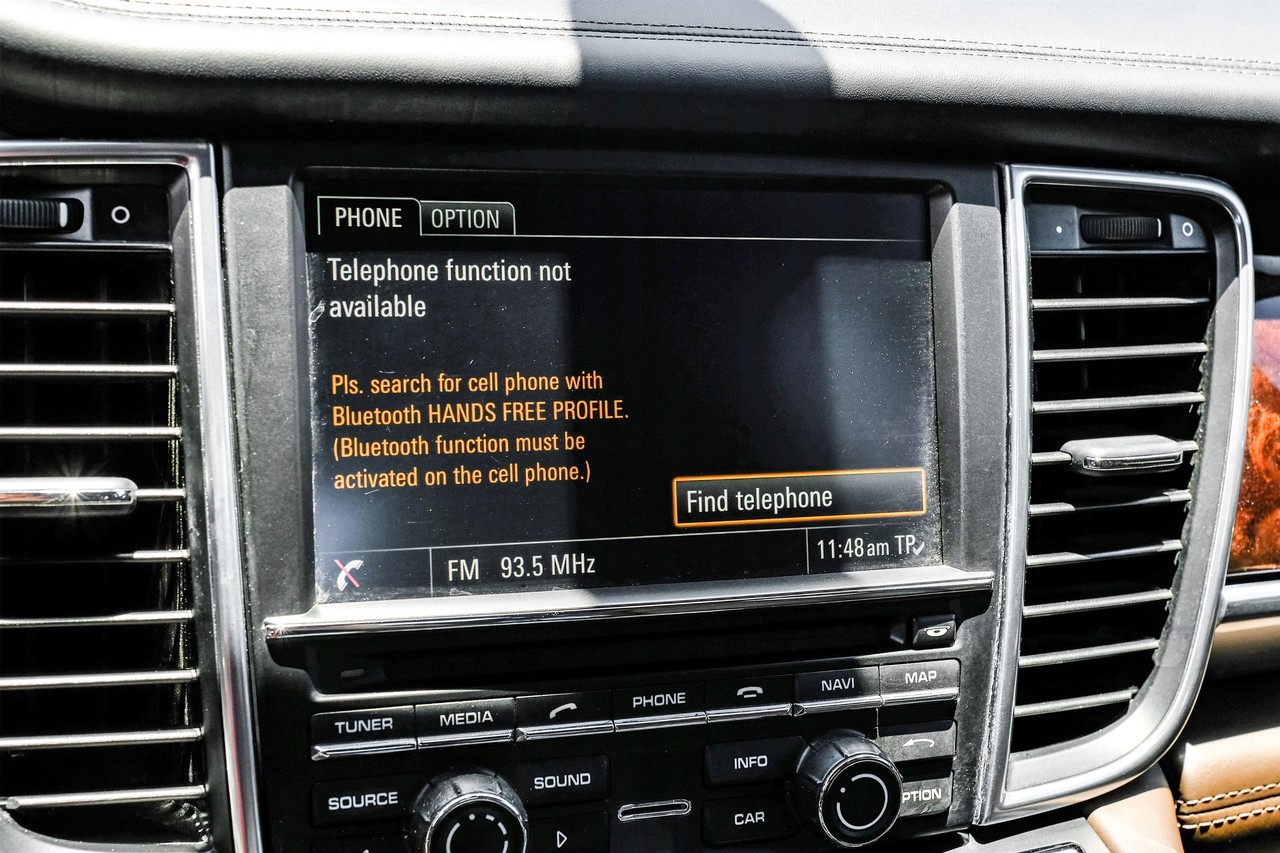 PHONE OPTION
Telephone function not
available
Pls. search for cell phone with
Bluetooth HANDS FREE PROFILE.
(Bluetooth function must be
activated on the cell phone.)
Find telephone
FM 93.5 MHz
11:48 am TP
TUNER MEDIA PHONE NAVI MAP
SOURCE SOUND INFO
CAR PTION